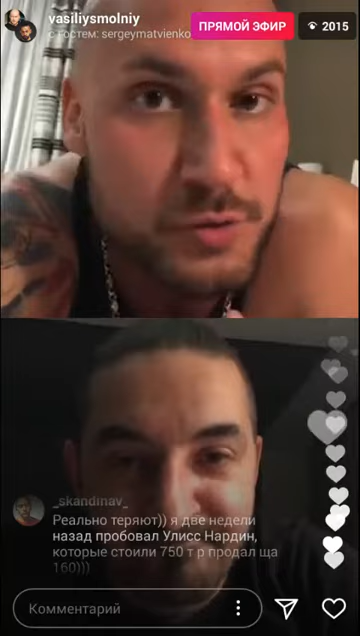 vasiliysmolniy
с гостем: sergeymatvienko
ПРЯМОЙ ЭФИР
2015
_skandinav_
Реально теряют)) я две недели
назад пробовал Улисс Нардин,
которые стоили 750 т р продал ща
160)))
Комментарий